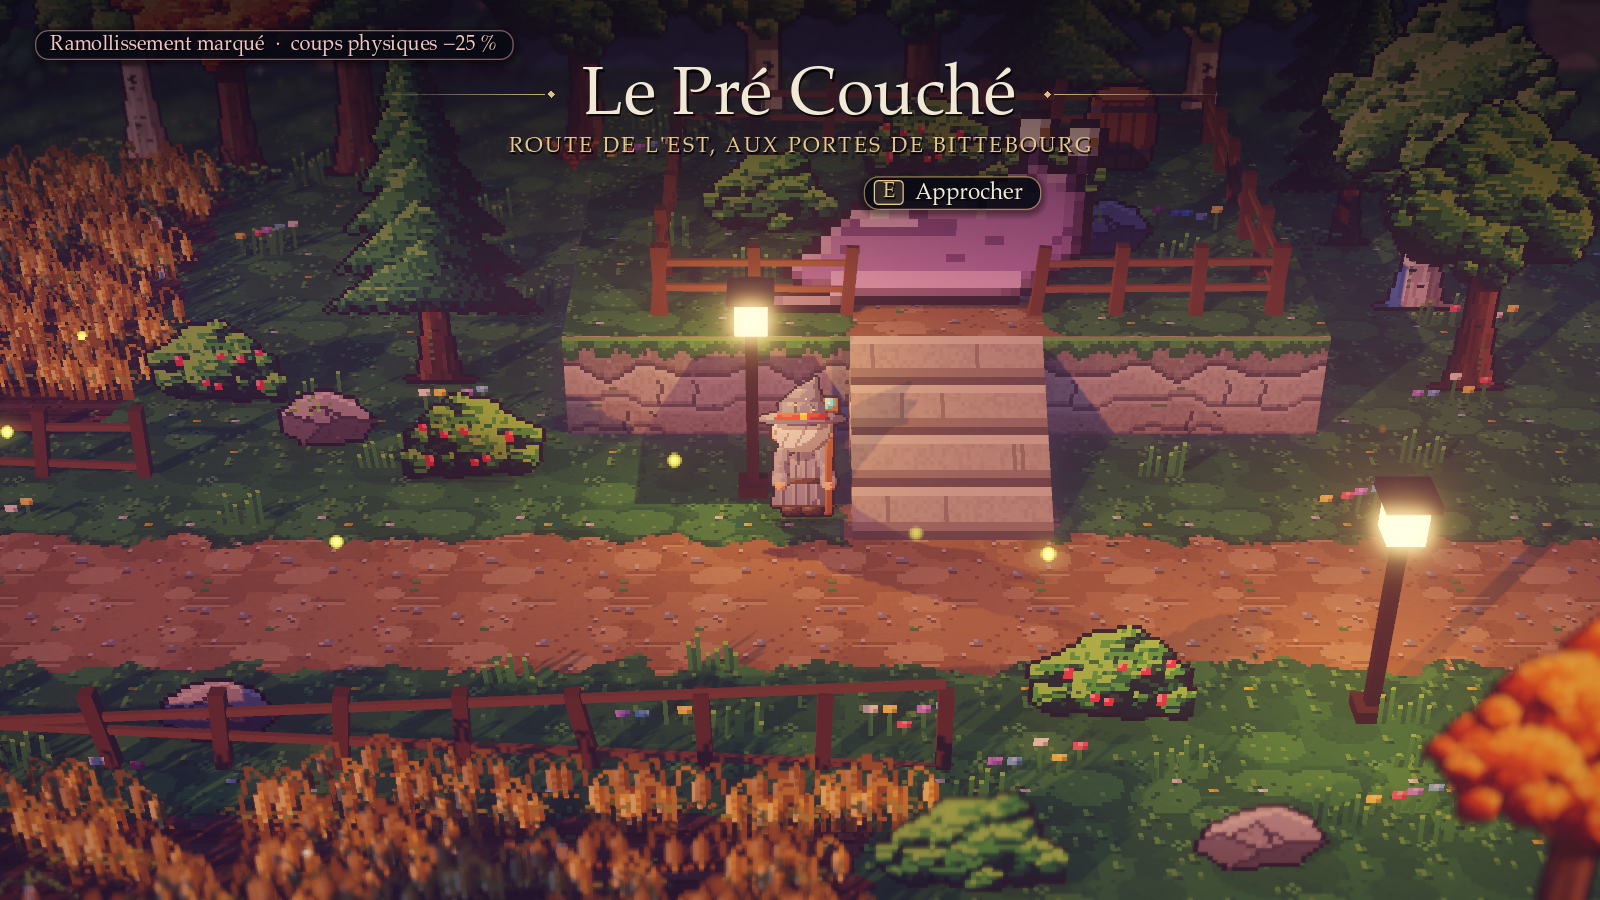 Ramollissement marqué · coups physiques −25 %
Le Pré Couché
ROUTE DE L'EST, AUX PORTES DE BITTEBOURG
E Approcher